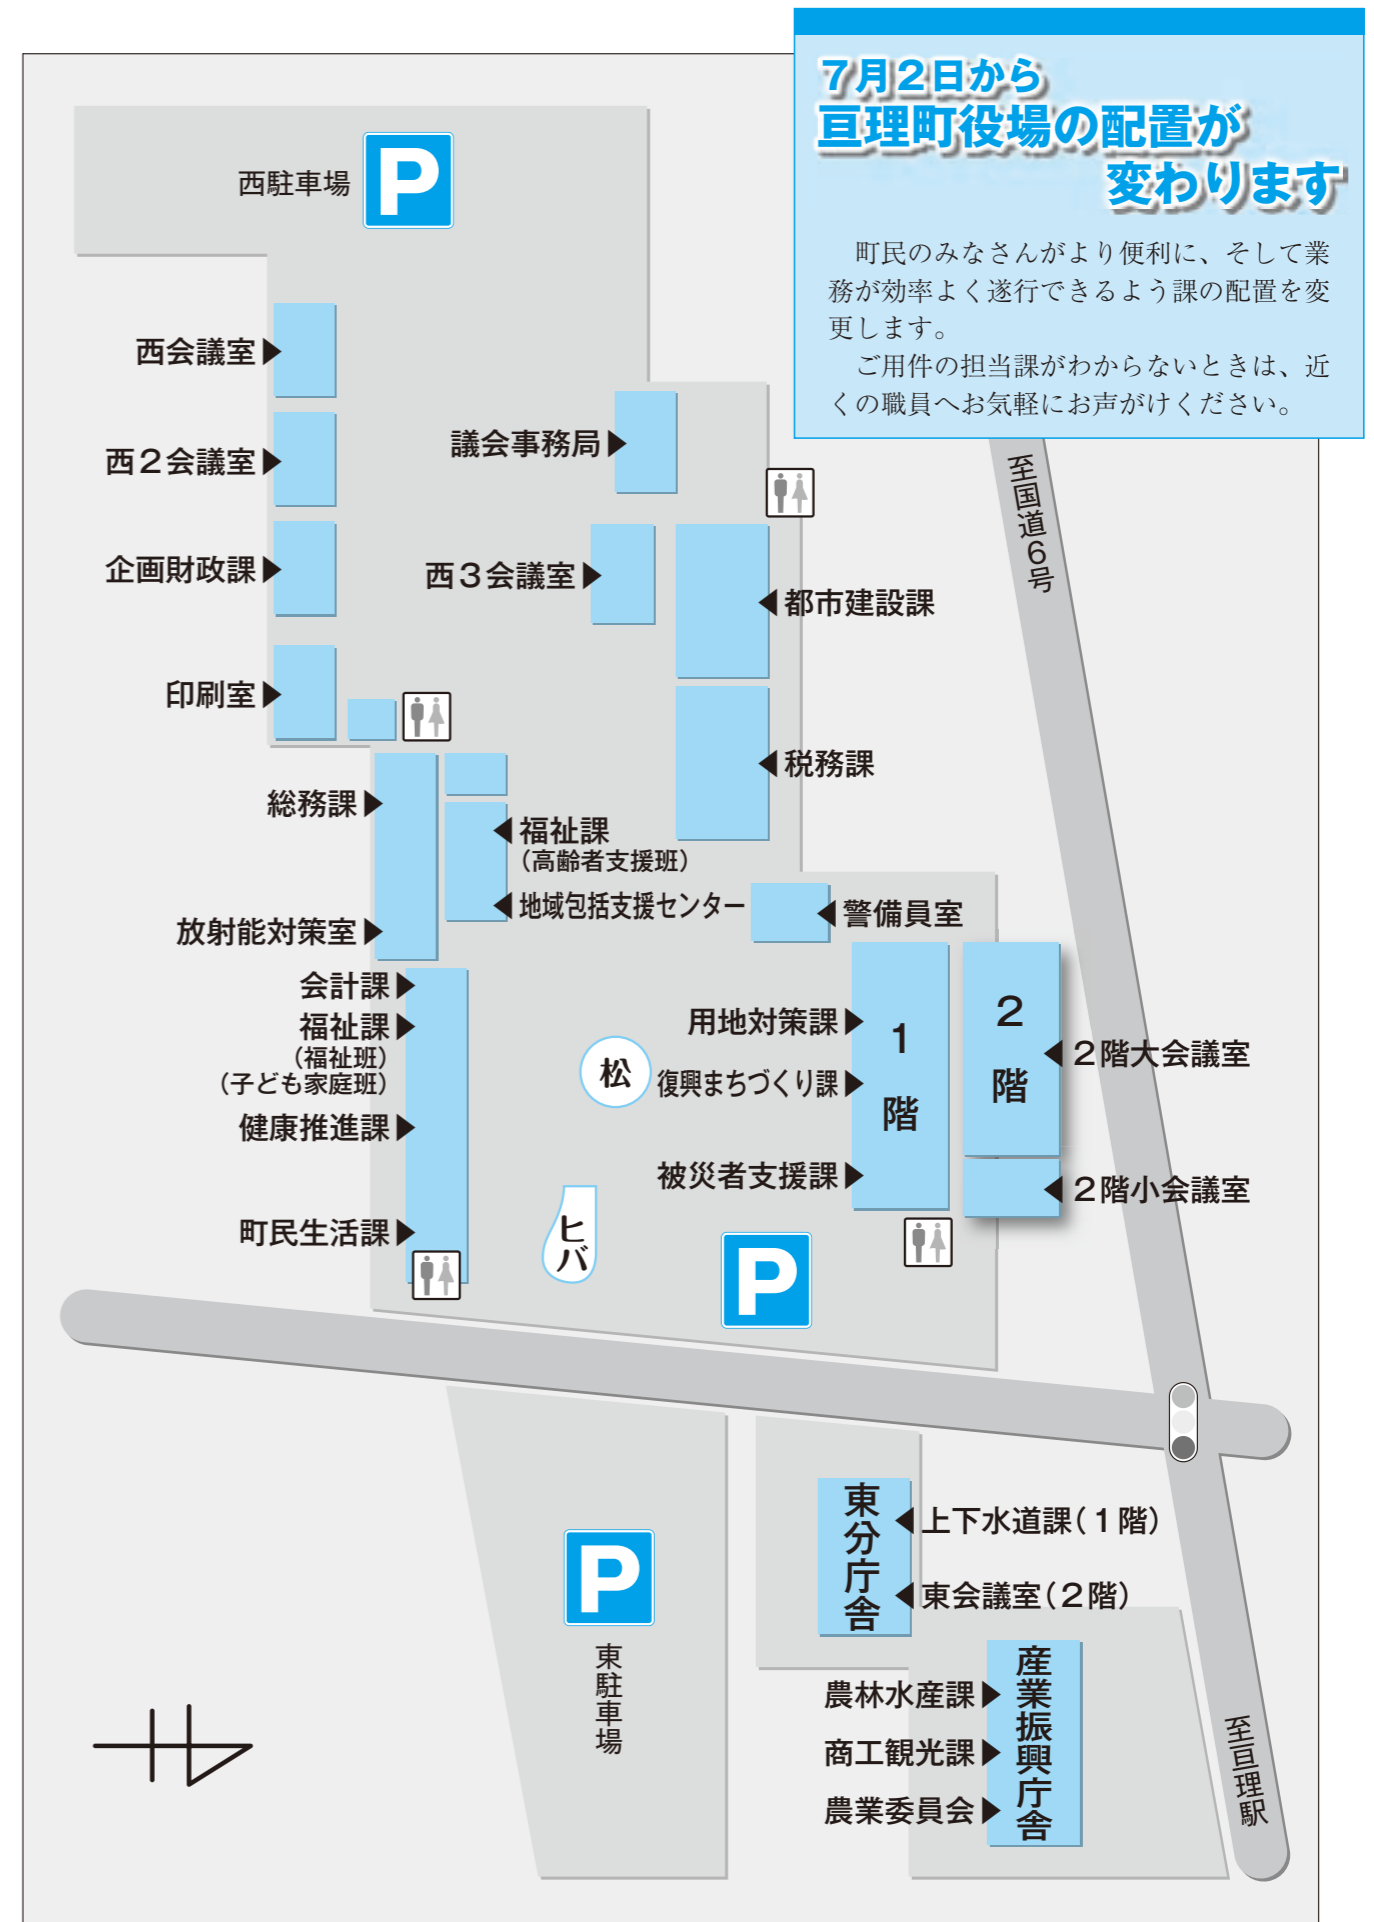 7月2日から
亘理町役場の配置が
変わります
　町民のみなさんがより便利に、そして業
務が効率よく遂行できるよう課の配置を変
更します。
　ご用件の担当課がわからないときは、近
くの職員へお気軽にお声がけください。
西駐車場
P
西会議室
議会事務局
西2会議室
至国道6号
企画財政課
西3会議室
都市建設課
印刷室
税務課
総務課
福祉課
(高齢者支援班)
地域包括支援センター
警備員室
放射能対策室
会計課
福祉課
(福祉班)
(子ども家庭班)
健康推進課
町民生活課
松
ヒバ
用地対策課
復興まちづくり課
被災者支援課
1階
2階
2階大会議室
2階小会議室
P
P
東駐車場
東分庁舎
上下水道課(1階)
東会議室(2階)
産業振興庁舎
農林水産課
商工観光課
農業委員会
至亘理駅